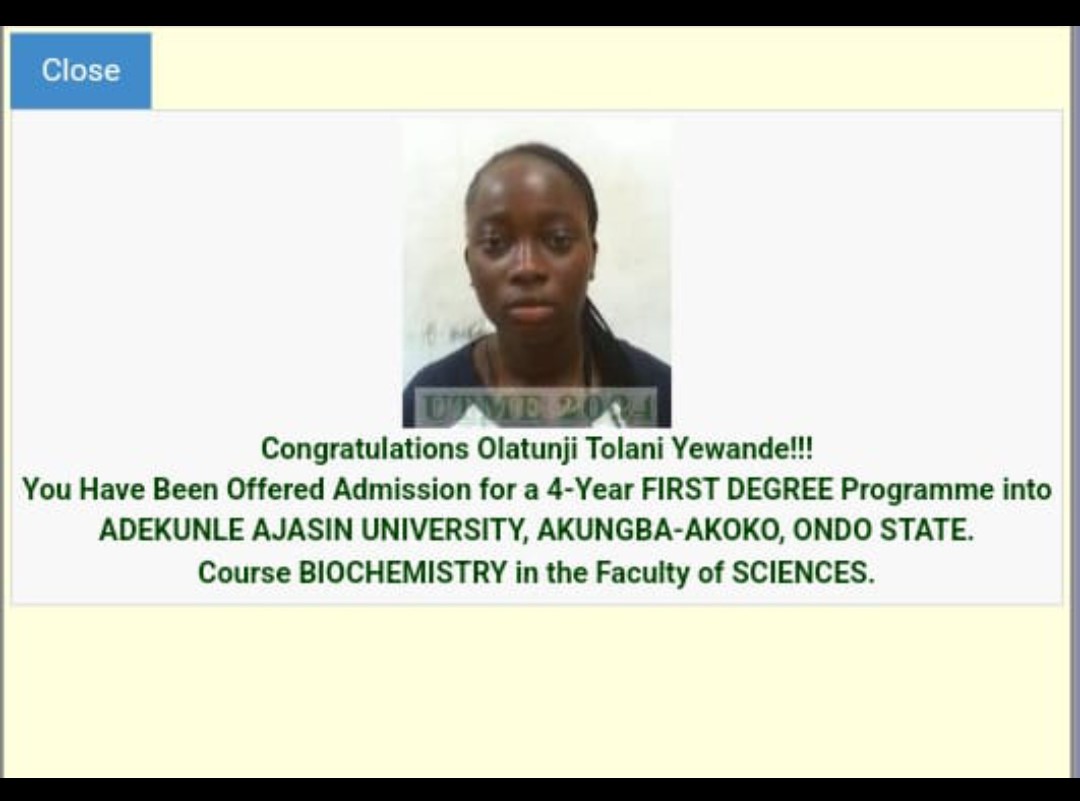 Close
UTME 2024
Congratulations Olatunji Tolani Yewande!!!
You Have Been Offered Admission for a 4-Year FIRST DEGREE Programme into
ADEKUNLE AJASIN UNIVERSITY, AKUNGBA-AKOKO, ONDO STATE.
Course BIOCHEMISTRY in the Faculty of SCIENCES.